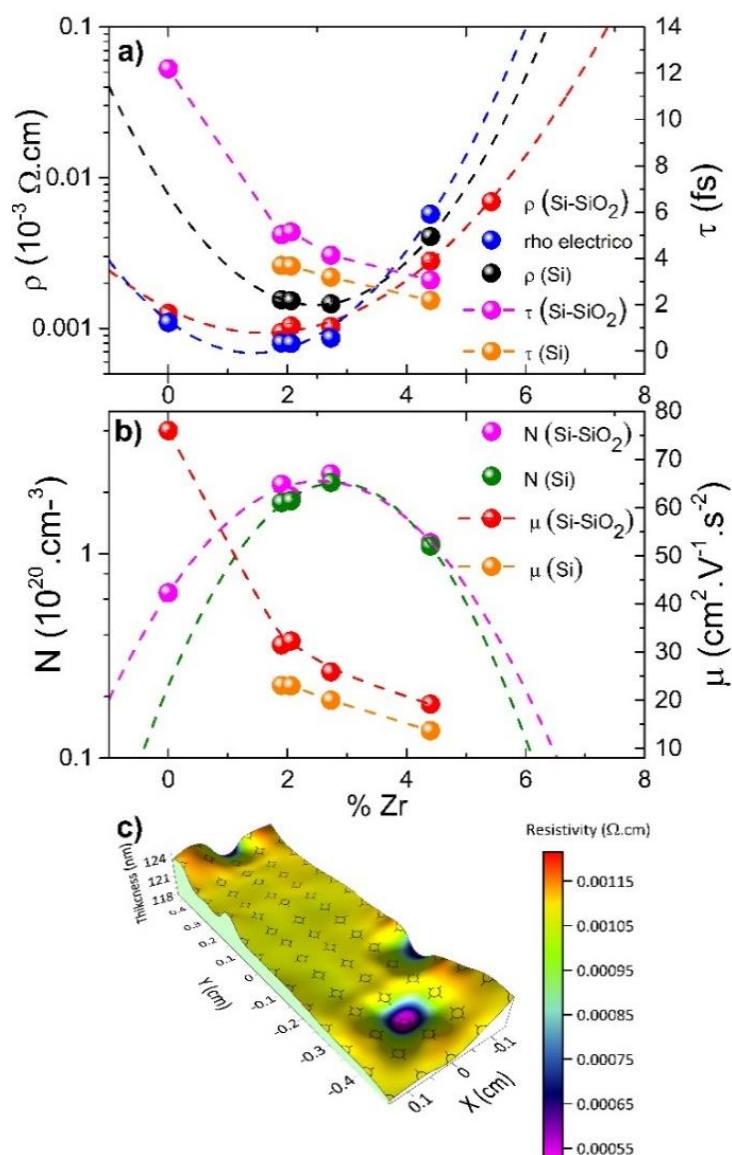 a)
ρ (10⁻³ Ω.cm)
0.1
0.01
0.001
τ (fs)
14
12
10
8
6
4
2
0
ρ (Si-SiO₂)
rho electrico
ρ (Si)
τ (Si-SiO₂)
τ (Si)
0 2 4 6 8
b)
N (10²⁰.cm-³)
1
0.1
μ (cm².V⁻¹.s⁻²)
80
70
60
50
40
30
20
10
N (Si-SiO₂)
N (Si)
μ (Si-SiO₂)
μ (Si)
0 2 4 6 8
% Zr
c)
Thikcness (nm)
124
121
118
Y (cm)
0.4
0.3
0.2
0.1
0
-0.1
-0.2
-0.3
-0.4
X (cm)
0.1
0
-0.1
Resistivity (Ω.cm)
0.00115
0.00105
0.00095
0.00085
0.00075
0.00065
0.00055